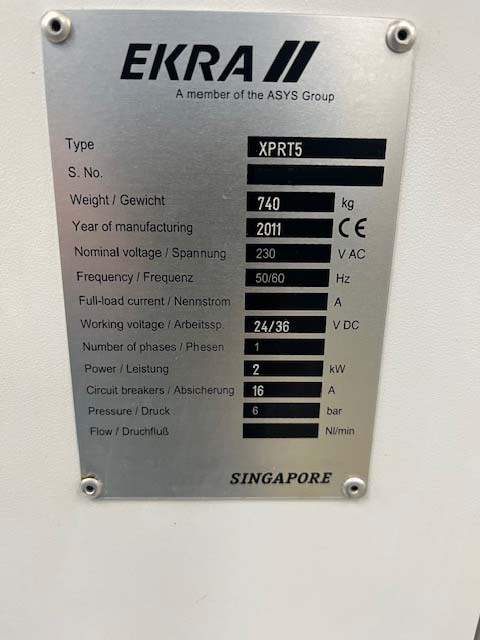 EKRA
A member of the ASYS Group
Type XPRT5
S. No.
Weight / Gewicht 740 kg
Year of manufacturing 2011 CE
Nominal voltage / Spannung 230 V AC
Frequency / Frequenz 50/60 Hz
Full-load current / Nennstrom A
Working voltage / Arbeitssp. 24/36 V DC
Number of phases / Phesen 1
Power / Leistung 2 kW
Circuit breakers / Absicherung 16 A
Pressure / Druck 6 bar
Flow / Druchfluß Nl/min
SINGAPORE